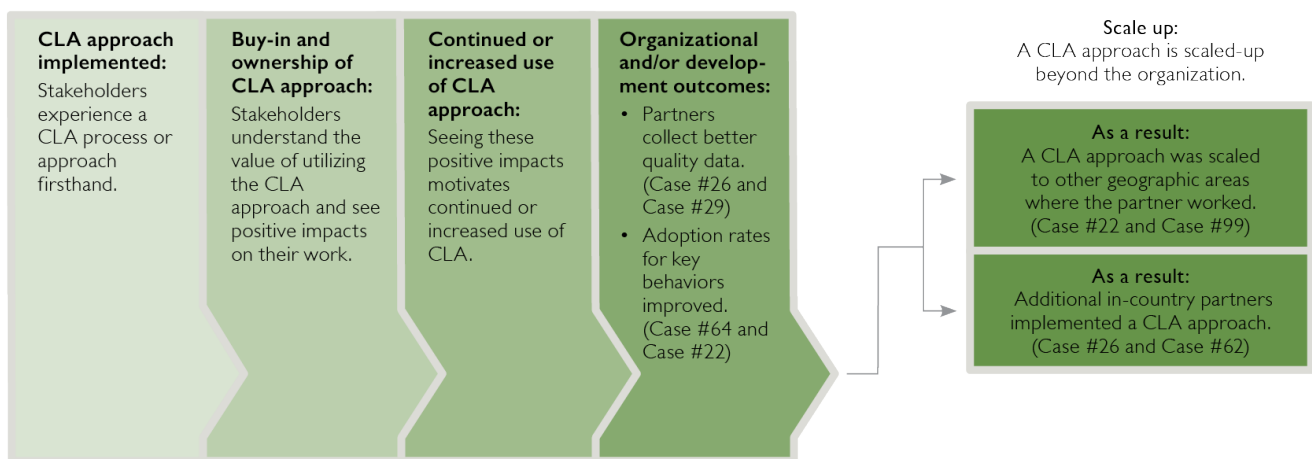 CLA approach
implemented:
Stakeholders
experience a
CLA process or
approach
firsthand.
Buy-in and
ownership of
CLA approach:
Stakeholders
understand the
value of utilizing
the CLA
approach and see
positive impacts
on their work.
Continued or
increased use
of CLA
approach:
Seeing these
positive impacts
motivates
continued or
increased use of
CLA.
Organizational
and/or develop-
ment outcomes:
• Partners
collect better
quality data.
(Case #26 and
Case #29)
• Adoption rates
for key
behaviors
improved.
(Case #64 and
Case #22)
Scale up:
A CLA approach is scaled-up
beyond the organization.
As a result:
A CLA approach was scaled
to other geographic areas
where the partner worked.
(Case #22 and Case #99)
As a result:
Additional in-country partners
implemented a CLA approach.
(Case #26 and Case #62)